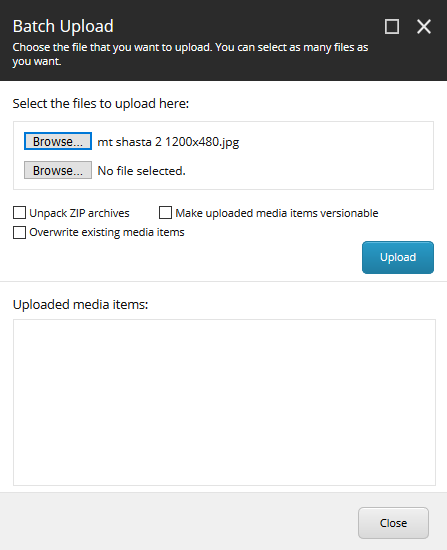 Batch Upload
Choose the file that you want to upload. You can select as many files as
you want.
Select the files to upload here:
Browse... mt shasta 2 1200x480.jpg
Browse... No file selected.
Unpack ZIP archives Make uploaded media items versionable
Overwrite existing media items
Upload
Uploaded media items:
Close